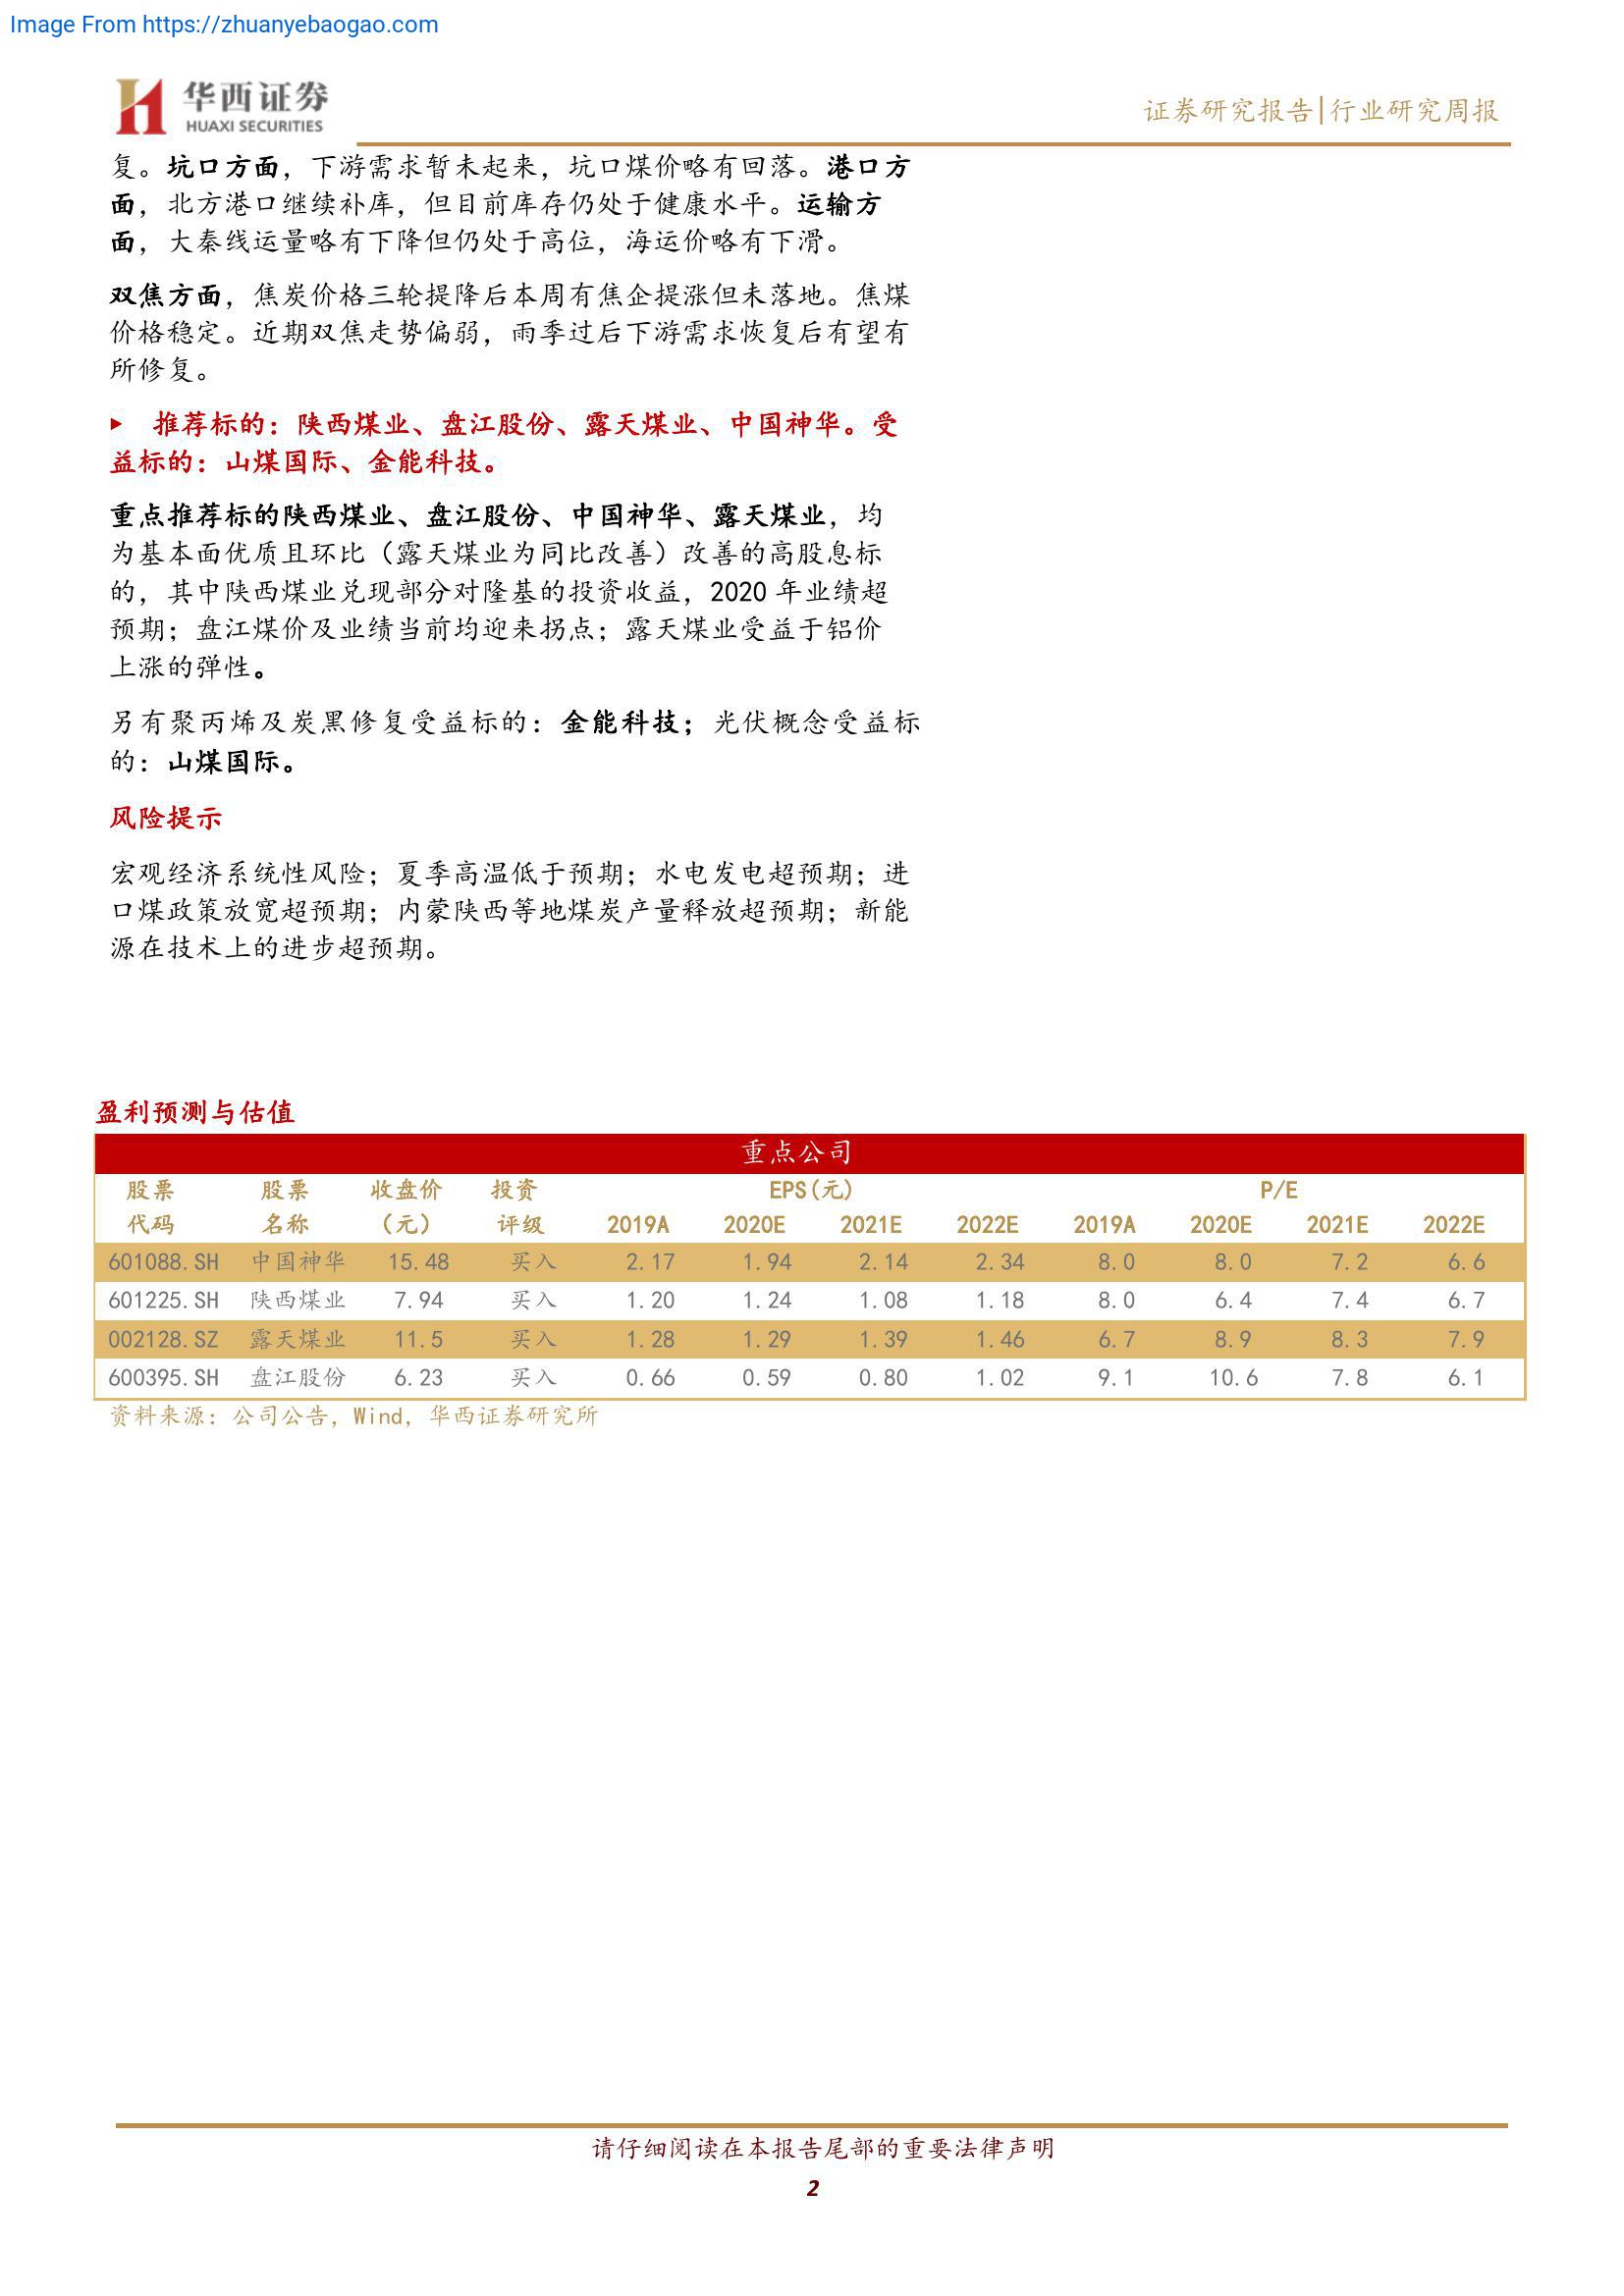 Image From https://zhuanyebaogao.com
华西证券
HUAXI SECURITIES
证券研究报告|行业研究周报
复。坑口方面，下游需求暂未起来，坑口煤价略有回落。港口方
面，北方港口继续补库，但目前库存仍处于健康水平。运输方
面，大秦线运量略有下降但仍处于高位，海运价略有下滑。
双焦方面，焦炭价格三轮提降后本周有焦企提涨但未落地。焦煤
价格稳定。近期双焦走势偏弱，雨季过后下游需求恢复后有望有
所修复。
▶ 推荐标的：陕西煤业、盘江股份、露天煤业、中国神华。受
益标的：山煤国际、金能科技。
重点推荐标的陕西煤业、盘江股份、中国神华、露天煤业，均
为基本面优质且环比（露天煤业为同比改善）改善的高股息标
的，其中陕西煤业兑现部分对隆基的投资收益，2020 年业绩超
预期；盘江煤价及业绩当前均迎来拐点；露天煤业受益于铝价
上涨的弹性。
另有聚丙烯及炭黑修复受益标的：金能科技；光伏概念受益标
的：山煤国际。
风险提示
宏观经济系统性风险；夏季高温低于预期；水电发电超预期；进
口煤政策放宽超预期；内蒙陕西等地煤炭产量释放超预期；新能
源在技术上的进步超预期。
盈利预测与估值
重点公司
股票 股票 收盘价 投资 EPS(元) P/E
代码 名称 （元） 评级 2019A 2020E 2021E 2022E 2019A 2020E 2021E 2022E
601088.SH 中国神华 15.48 买入 2.17 1.94 2.14 2.34 8.0 8.0 7.2 6.6
601225.SH 陕西煤业 7.94 买入 1.20 1.24 1.08 1.18 8.0 6.4 7.4 6.7
002128.SZ 露天煤业 11.5 买入 1.28 1.29 1.39 1.46 6.7 8.9 8.3 7.9
600395.SH 盘江股份 6.23 买入 0.66 0.59 0.80 1.02 9.1 10.6 7.8 6.1
资料来源：公司公告，Wind，华西证券研究所
请仔细阅读在本报告尾部的重要法律声明
2